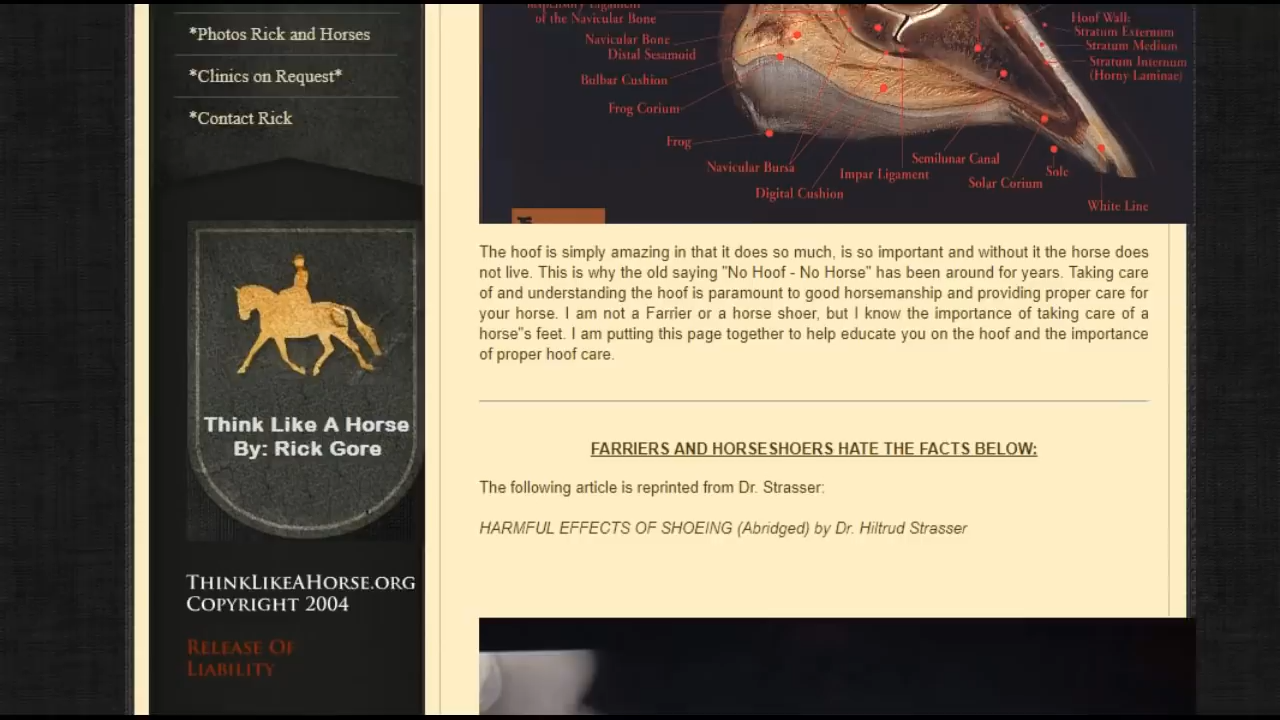 *Photos Rick and Horses
*Clinics on Request*
*Contact Rick
Think Like A Horse
By: Rick Gore
ThinkLikeAHorse.org
Copyright 2004
Release Of
Liability
of the Navicular Bone
Navicular Bone
Distal Sesamoid
Bulbar Cushion
Frog Corium
Frog
Navicular Bursa
Digital Cushion
Impar Ligament
Semilunar Canal
Solar Corium
Sole
White Line
Hoof Wall:
Stratum Externum
Stratum Medium
Stratum Internum
(Horny Laminae)
The hoof is simply amazing in that it does so much, is so important and without it the horse does
not live. This is why the old saying "No Hoof - No Horse" has been around for years. Taking care
of and understanding the hoof is paramount to good horsemanship and providing proper care for
your horse. I am not a Farrier or a horse shoer, but I know the importance of taking care of a
horse"s feet. I am putting this page together to help educate you on the hoof and the importance
of proper hoof care.
FARRIERS AND HORSESHOERS HATE THE FACTS BELOW:
The following article is reprinted from Dr. Strasser:
HARMFUL EFFECTS OF SHOEING (Abridged) by Dr. Hiltrud Strasser